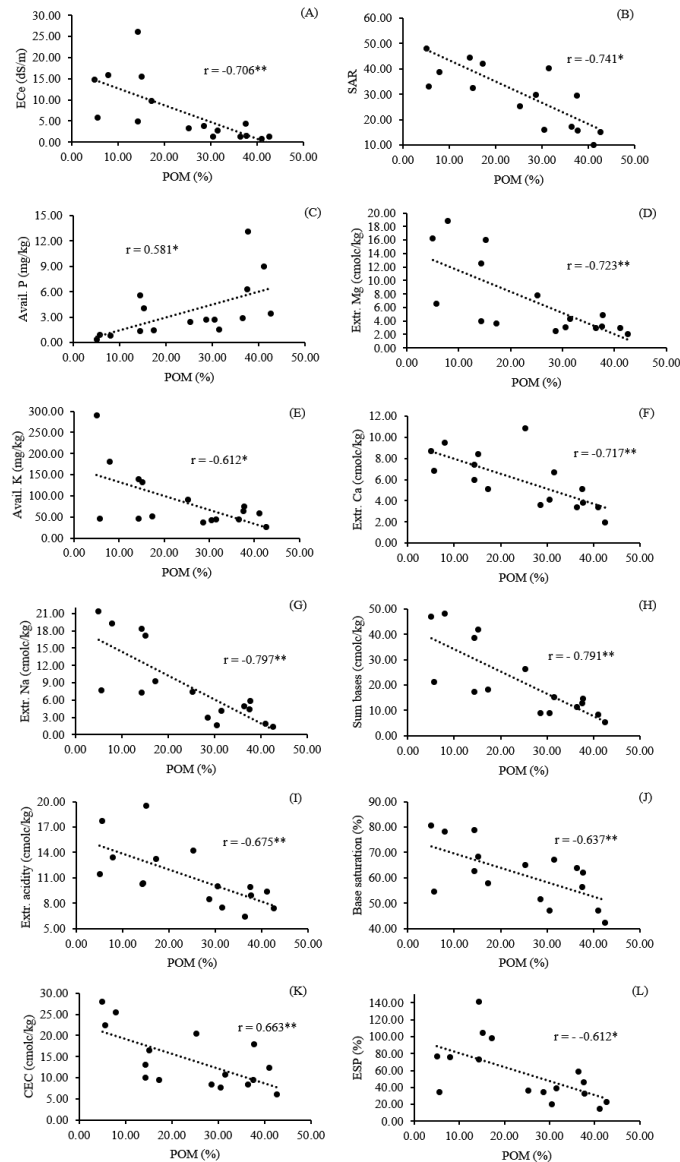 (A)
ECe (dS/m)
30.00
25.00
20.00
15.00
10.00
5.00
0.00
r = -0.706**
0.00 10.00 20.00 30.00 40.00 50.00
POM (%)
(B)
SAR
60.00
50.00
40.00
30.00
20.00
10.00
r = -0.741*
0.00 10.00 20.00 30.00 40.00 50.00
POM (%)
(C)
Avail. P (mg/kg)
15.00
12.00
9.00
6.00
3.00
0.00
r = 0.581*
0.00 10.00 20.00 30.00 40.00 50.00
POM (%)
(D)
Extr. Mg (cmolc/kg)
20.00
18.00
16.00
14.00
12.00
10.00
8.00
6.00
4.00
2.00
0.00
r = -0.723**
0.00 10.00 20.00 30.00 40.00 50.00
POM (%)
(E)
Avail. K (mg/kg)
300.00
250.00
200.00
150.00
100.00
50.00
0.00
r = -0.612*
0.00 10.00 20.00 30.00 40.00 50.00
POM (%)
(F)
Extr. Ca (cmolc/kg)
12.00
10.00
8.00
6.00
4.00
2.00
0.00
r = -0.717**
0.00 10.00 20.00 30.00 40.00 50.00
POM (%)
(G)
Extr. Na (cmolc/kg)
21.00
18.00
15.00
12.00
9.00
6.00
3.00
0.00
r = -0.797**
0.00 10.00 20.00 30.00 40.00 50.00
POM (%)
(H)
Sum bases (cmolc/kg)
50.00
40.00
30.00
20.00
10.00
0.00
r = - 0.791**
0.00 10.00 20.00 30.00 40.00 50.00
POM (%)
(I)
Extr. acidity (cmolc/kg)
20.00
17.00
14.00
11.00
8.00
5.00
r = -0.675**
0.00 10.00 20.00 30.00 40.00 50.00
POM (%)
(J)
Base saturation (%)
90.00
80.00
70.00
60.00
50.00
40.00
r = -0.637**
0.00 10.00 20.00 30.00 40.00 50.00
POM (%)
(K)
CEC (cmolc/kg)
30.00
25.00
20.00
15.00
10.00
5.00
0.00
r = 0.663**
0.00 10.00 20.00 30.00 40.00 50.00
POM (%)
(L)
ESP (%)
140.00
120.00
100.00
80.00
60.00
40.00
20.00
0.00
r = - -0.612*
0.00 10.00 20.00 30.00 40.00 50.00
POM (%)